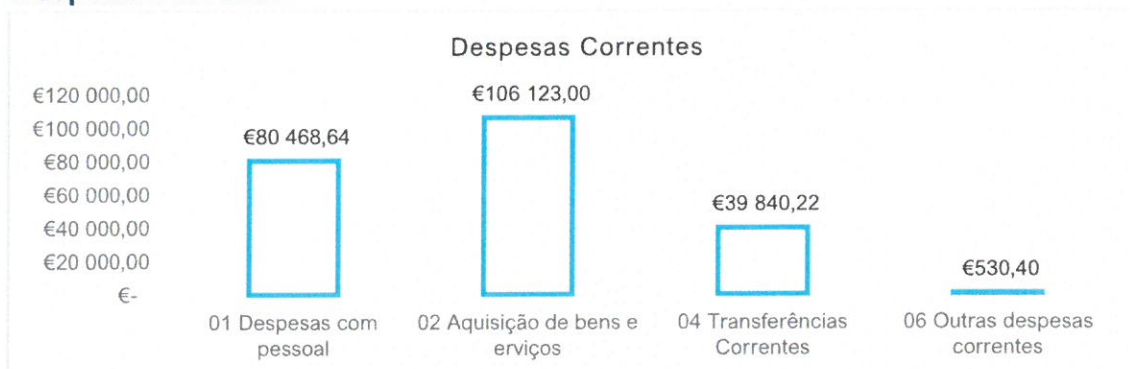 Despesas Correntes
€120 000,00
€100 000,00
€80 000,00
€60 000,00
€40 000,00
€20 000,00
€-
€80 468,64
€106 123,00
€39 840,22
€530,40
01 Despesas com
pessoal
02 Aquisição de bens e
erviços
04 Transferências
Correntes
06 Outras despesas
correntes